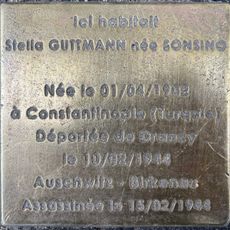 Ici habitait
Stella GUTTMANN née BONSINO
Née le 01/04/1902
à Constantinople (Turquie)
Déportée de Drancy
le 10/02/1944
Auschwitz - Birkenau
Assassinée le 15/02/1944